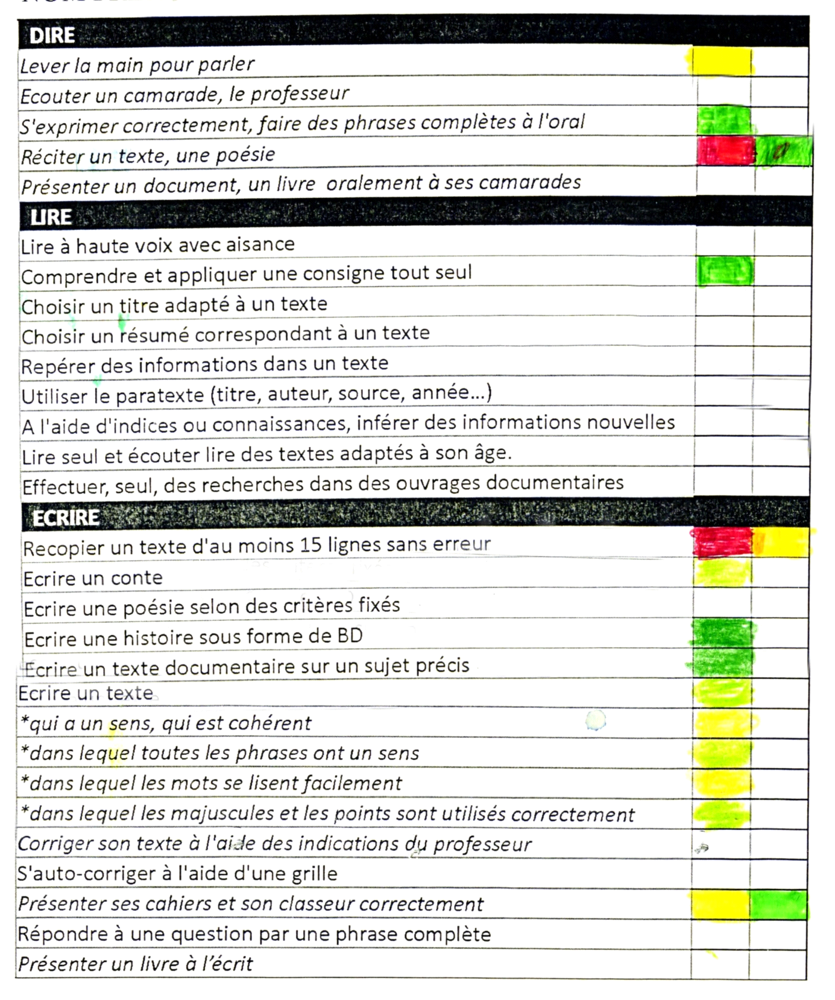 DIRE
Lever la main pour parler
Ecouter un camarade, le professeur
S'exprimer correctement, faire des phrases complètes à l'oral
Réciter un texte, une poésie
Présenter un document, un livre oralement à ses camarades
LIRE
Lire à haute voix avec aisance
Comprendre et appliquer une consigne tout seul
Choisir un titre adapté à un texte
Choisir un résumé correspondant à un texte
Repérer des informations dans un texte
Utiliser le paratexte (titre, auteur, source, année...)
A l'aide d'indices ou connaissances, inférer des informations nouvelles
Lire seul et écouter lire des textes adaptés à son âge.
Effectuer, seul, des recherches dans des ouvrages documentaires
ECRIRE
Recopier un texte d'au moins 15 lignes sans erreur
Ecrire un conte
Ecrire une poésie selon des critères fixés
Ecrire une histoire sous forme de BD
Ecrire un texte documentaire sur un sujet précis
Ecrire un texte
*qui a un sens, qui est cohérent
*dans lequel toutes les phrases ont un sens
*dans lequel les mots se lisent facilement
*dans lequel les majuscules et les points sont utilisés correctement
Corriger son texte à l'aide des indications du professeur
S'auto-corriger à l'aide d'une grille
Présenter ses cahiers et son classeur correctement
Répondre à une question par une phrase complète
Présenter un livre à l’écrit